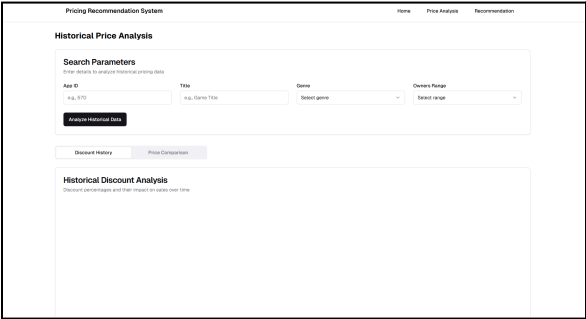 Pricing Recommendation System Home Price Analysis Recommendation
Historical Price Analysis
Search Parameters
Enter details to analyze historical pricing data
App ID Title Genre Owners Range
e.g., 570 e.g., Game Title Select genre Select range
Analyze Historical Data
Discount History Price Comparison
Historical Discount Analysis
Discount percentages and their impact on sales over time